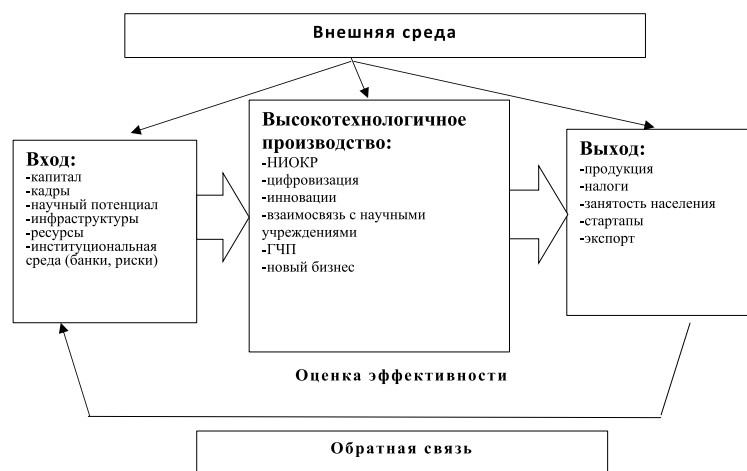 Внешняя среда
Вход:
-капитал
-кадры
-научный потенциал
-инфраструктуры
-ресурсы
-институциональная
среда (банки, риски)
Высокотехнологичное
производство:
-НИОКР
-цифровизация
-инновации
-взаимосвязь с научными
учреждениями
-ГЧП
-новый бизнес
Выход:
-продукция
-налоги
-занятость населения
-стартапы
-экспорт
Оценка эффективности
Обратная связь